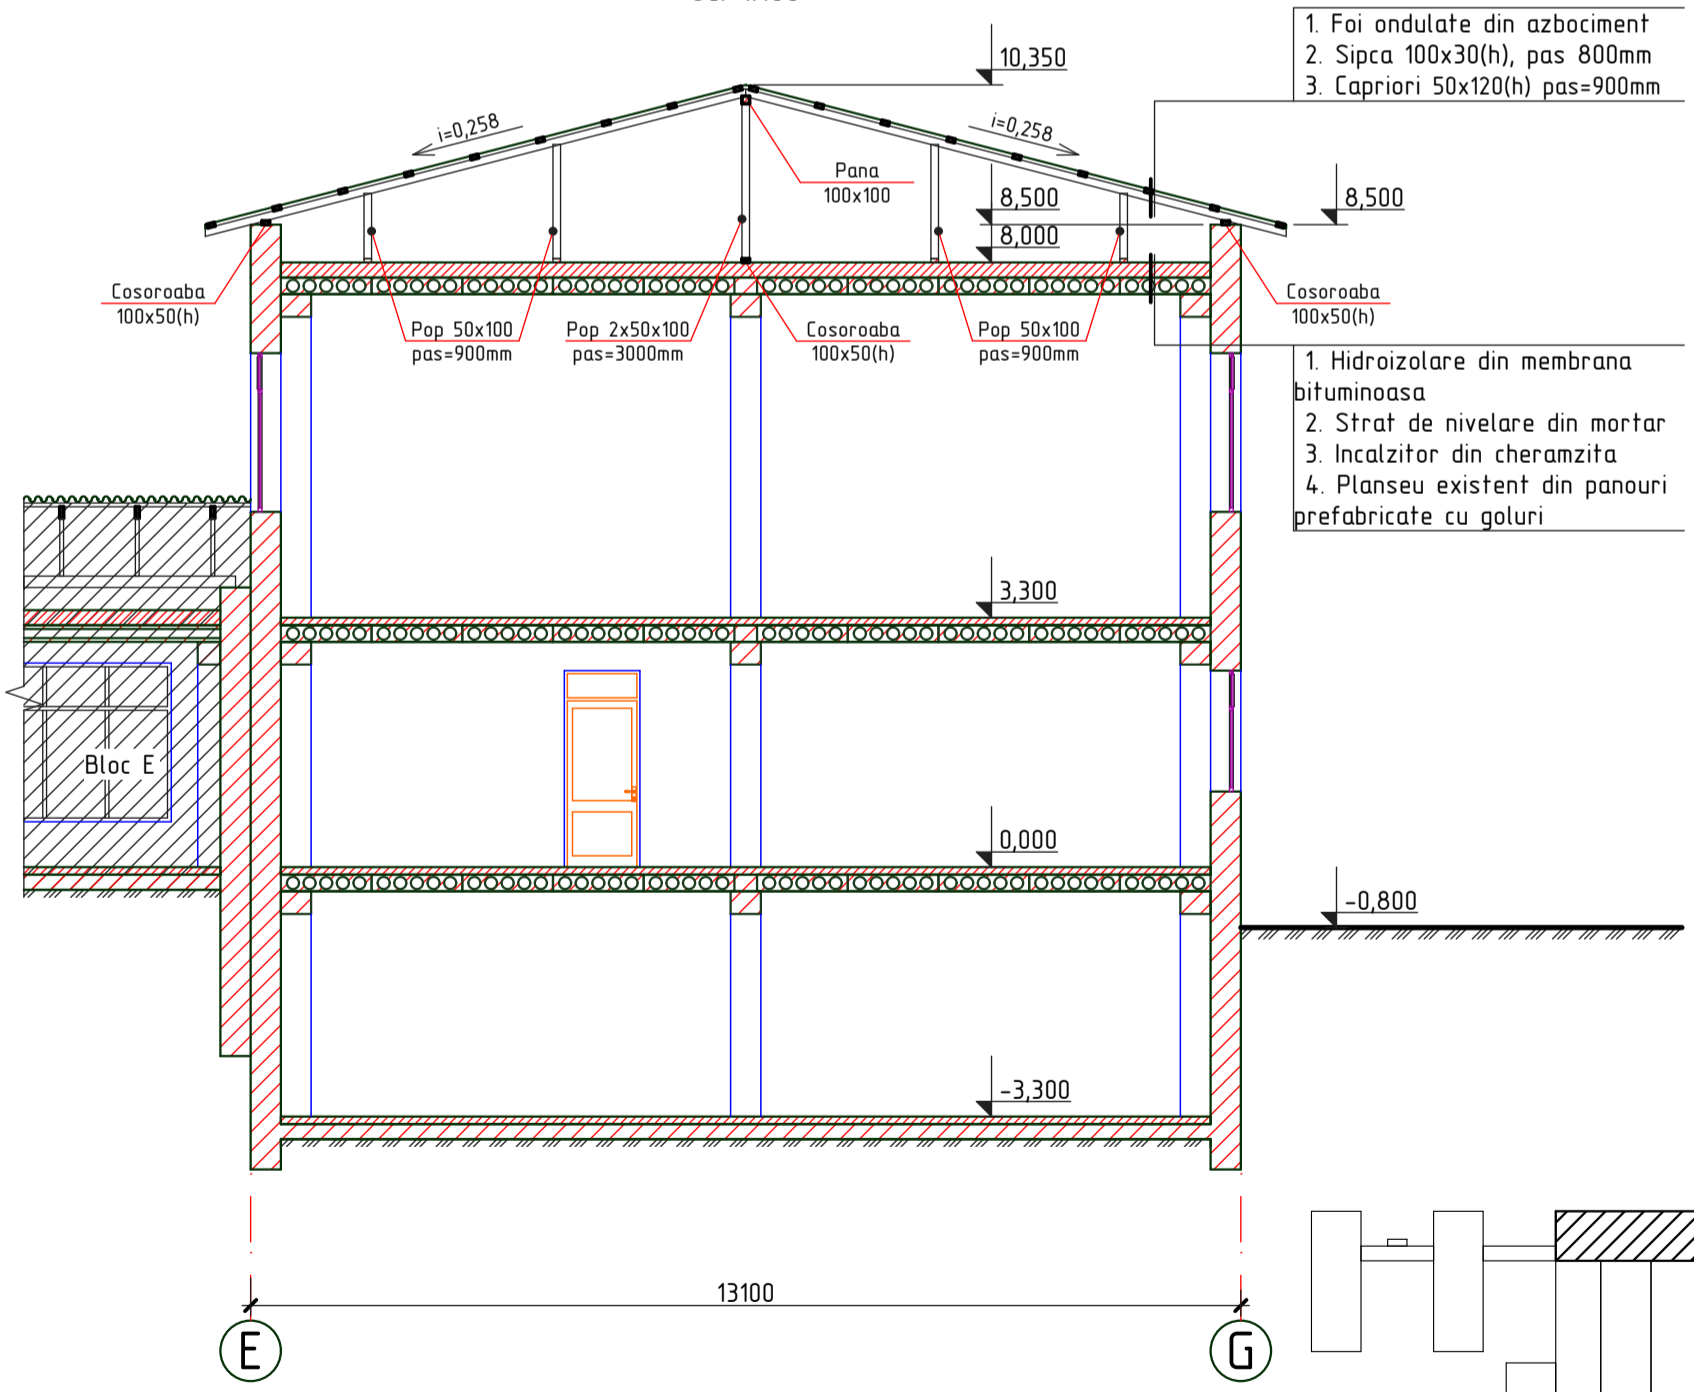 1. Foi ondulate din azbociment
2. Sipca 100x30(h), pas 800mm
3. Capriori 50x120(h) pas=900mm
10,350
i=0,258
i=0,258
Pana
100x100
8,500
8,500
8,000
Cosoroaba
100x50(h)
Pop 50x100
pas=900mm
Pop 2x50x100
pas=3000mm
Cosoroaba
100x50(h)
Pop 50x100
pas=900mm
Cosoroaba
100x50(h)
1. Hidroizolare din membrana
bituminoasa
2. Strat de nivelare din mortar
3. Incalzitor din cheramzita
4. Planseu existent din panouri
prefabricate cu goluri
3,300
Bloc E
0,000
-0,800
-3,300
13100
E
G